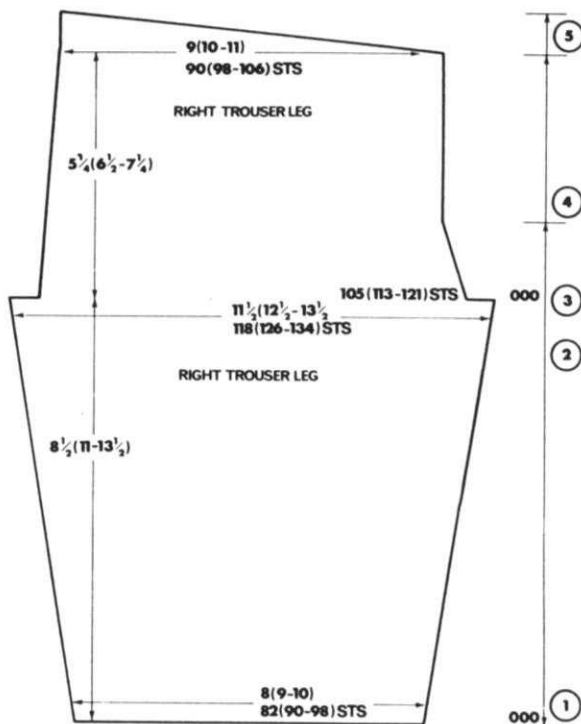 5
9(10-11)
90(98-106) STS
RIGHT TROUSER LEG
5¾(6½-7¼)
4
105(113-121) STS
000
3
11½(12½-13½
118(126-134) STS
2
RIGHT TROUSER LEG
8½(11-13½)
8(9-10)
82(90-98) STS
000
1